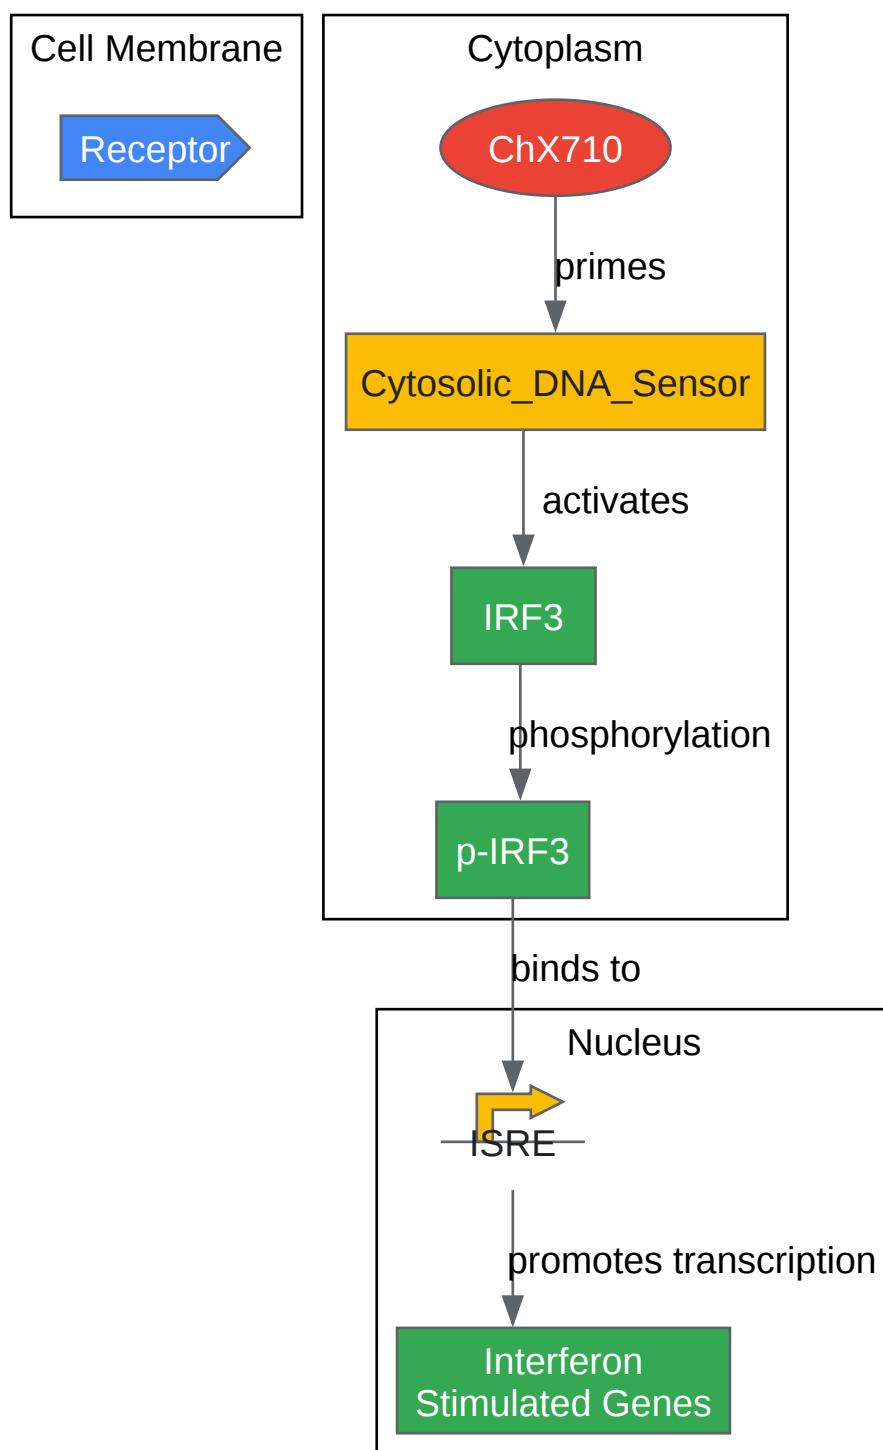 Cell Membrane
Receptor
Cytoplasm
ChX710
primes
Cytosolic_DNA_Sensor
activates
IRF3
phosphorylation
p-IRF3
binds to
Nucleus
ISRE
promotes transcription
Interferon
Stimulated Genes